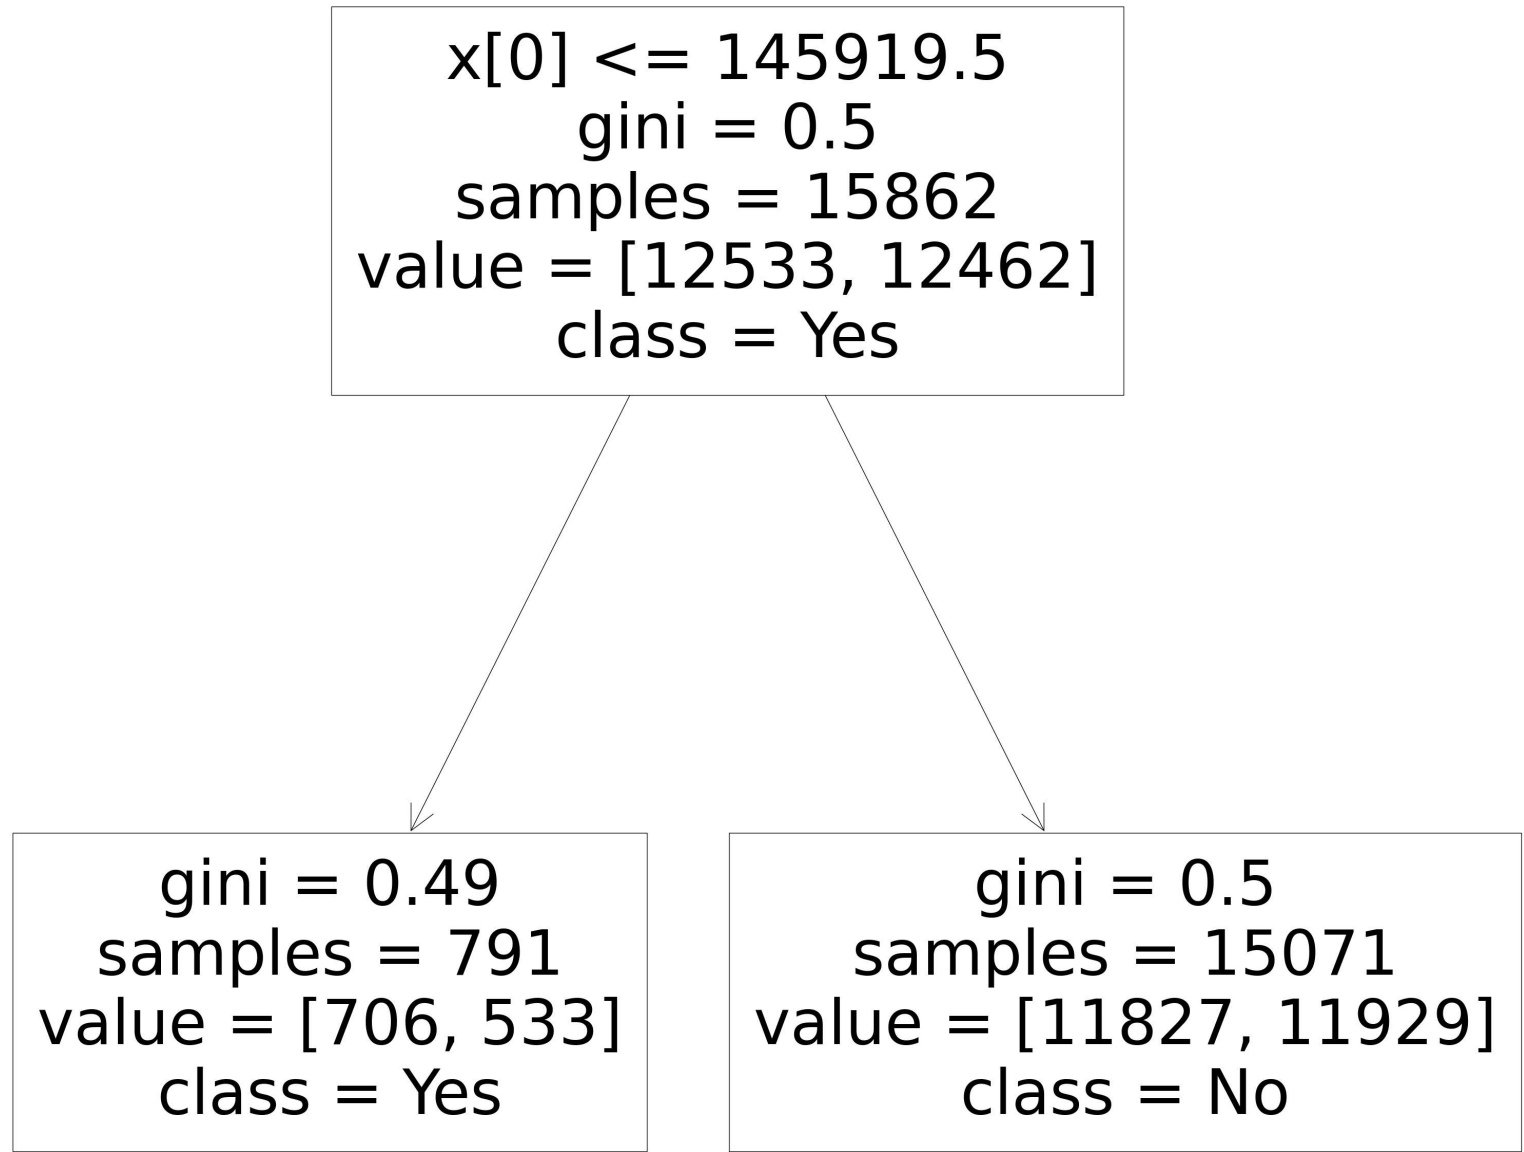 x[0] <= 145919.5
gini = 0.5
samples = 15862
value = [12533, 12462]
class = Yes
gini = 0.49
samples = 791
value = [706, 533]
class = Yes
gini = 0.5
samples = 15071
value = [11827, 11929]
class = No